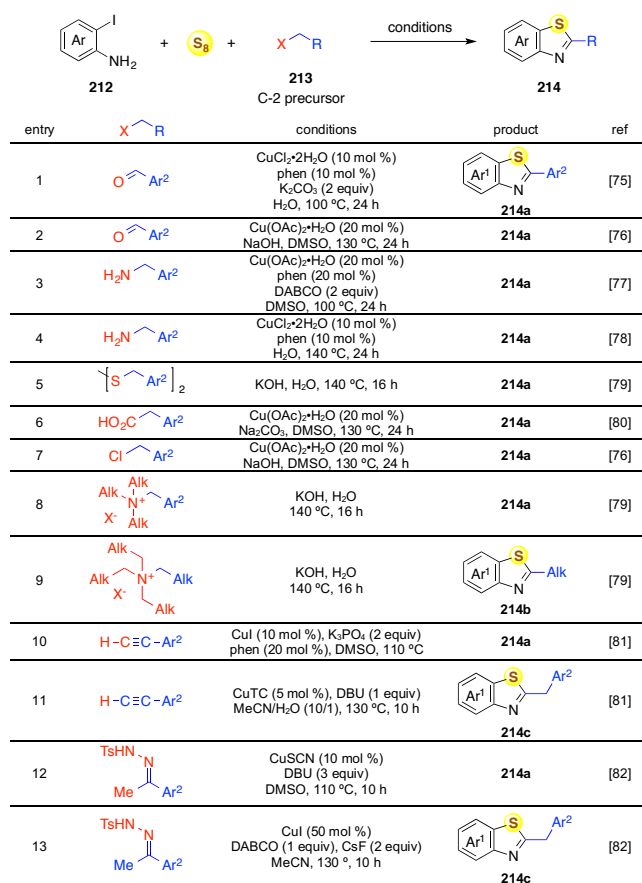 I
Ar
NH₂
212
+ S₈ +
X R
213
C-2 precursor
conditions
S
Ar R
N
214
entry X R conditions product ref
1
O Ar²
CuCl₂•2H₂O (10 mol %)
phen (10 mol %)
K₂CO₃ (2 equiv)
H₂O, 100 ºC, 24 h
S
Ar¹ Ar²
N
214a
[75]
2
O Ar²
Cu(OAc)₂•H₂O (20 mol %)
NaOH, DMSO, 130 ºC, 24 h
214a
[76]
3
H₂N Ar²
Cu(OAc)₂•H₂O (20 mol %)
phen (20 mol %)
DABCO (2 equiv)
DMSO, 100 ºC, 24 h
214a
[77]
4
H₂N Ar²
CuCl₂•2H₂O (10 mol %)
phen (10 mol %)
H₂O, 140 ºC, 24 h
214a
[78]
5
(S Ar²)₂
KOH, H₂O, 140 ºC, 16 h
214a
[79]
6
HO₂C Ar²
Cu(OAc)₂•H₂O (20 mol %)
Na₂CO₃, DMSO, 130 ºC, 24 h
214a
[80]
7
Cl Ar²
Cu(OAc)₂•H₂O (20 mol %)
NaOH, DMSO, 130 ºC, 24 h
214a
[76]
8
Alk
Alk N⁺ Ar²
X⁻ Alk
KOH, H₂O
140 ºC, 16 h
214a
[79]
9
Alk
Alk N⁺ Alk
X⁻
Alk
KOH, H₂O
140 ºC, 16 h
S
Ar¹ Alk
N
214b
[79]
10
H–C≡C–Ar²
CuI (10 mol %), K₃PO₄ (2 equiv)
phen (20 mol %), DMSO, 110 ºC
214a
[81]
11
H–C≡C–Ar²
CuTC (5 mol %), DBU (1 equiv)
MeCN/H₂O (10/1), 130 ºC, 10 h
Ar²
S
Ar¹
N
214c
[81]
12
TsHN
N
Me Ar²
CuSCN (10 mol %)
DBU (3 equiv)
DMSO, 110 ºC, 10 h
214a
[82]
13
TsHN
N
Me Ar²
CuI (50 mol %)
DABCO (1 equiv), CsF (2 equiv)
MeCN, 130 º, 10 h
Ar²
S
Ar¹
N
214c
[82]